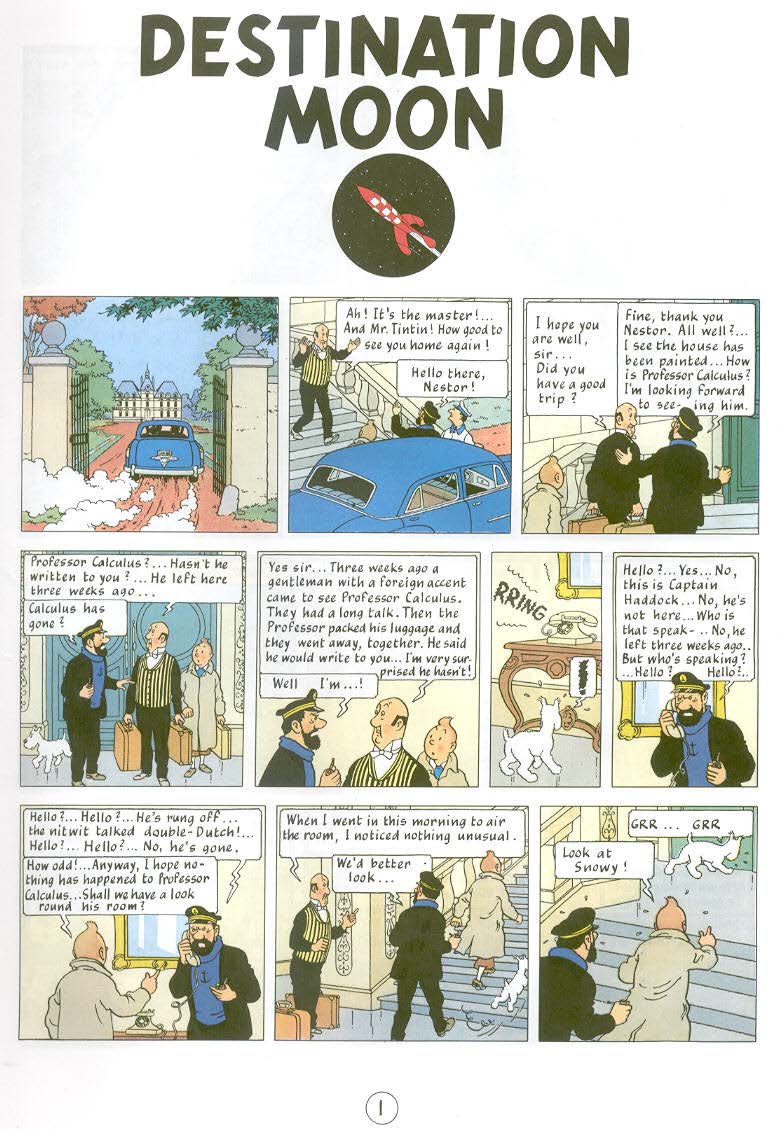 DESTINATION
MOON
Ah! It's the master!...
And Mr. Tintin! How good to
see you home again!
Hello there,
Nestor!
I hope you
are well,
sir...
Did you
have a good
trip?
Fine, thank you
Nestor. All well?...
I see the house has
been painted... How
is Professor Calculus?
I'm looking forward
to see- ing him.
Professor Calculus?... Hasn't he
written to you?... He left here
three weeks ago...
Calculus has
gone?
Yes sir... Three weeks ago a
gentleman with a foreign accent
came to see Professor Calculus.
They had a long talk. Then the
Professor packed his luggage and
they went away, together. He said
he would write to you... I'm very sur-
prised he hasn't!
Well I'm...!
RRING
!
Hello?... Yes... No,
this is Captain
Haddock... No, he's
not here... Who is
that speak- .. No, he
left three weeks ago..
But who's speaking?
...Hello? Hello?..
Hello?... Hello?... He's rung off...
the nitwit talked double-Dutch!...
Hello?... Hello?... No, he's gone.
How odd!...Anyway, I hope no-
thing has happened to Professor
Calculus...Shall we have a look
round his room?
When I went in this morning to air
the room, I noticed nothing unusual.
We'd better
look...
GRR ... GRR
Look at
Snowy!
1